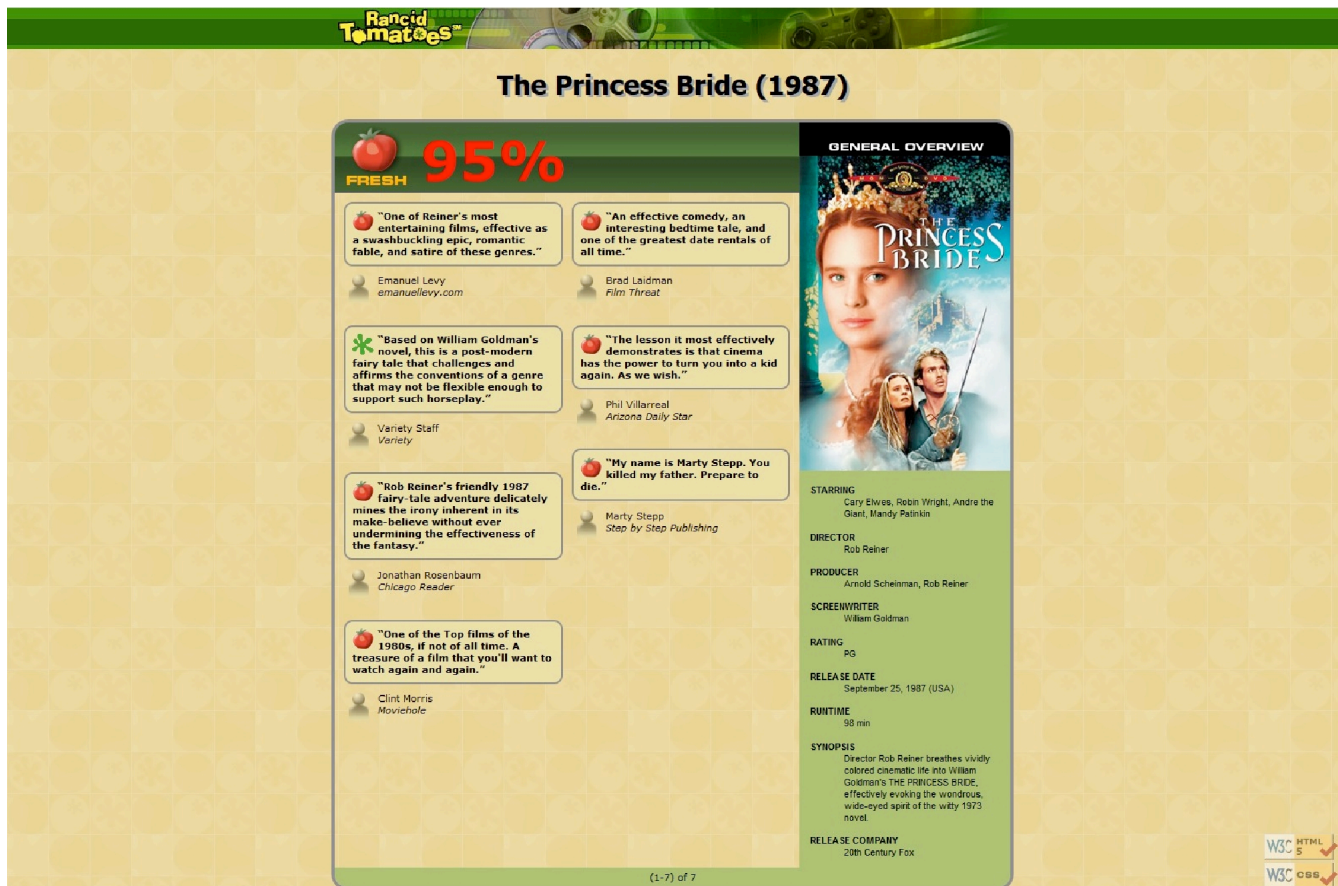 Rancid
Tomatoes℠
The Princess Bride (1987)
FRESH
95%
"One of Reiner's most
entertaining films, effective as
a swashbuckling epic, romantic
fable, and satire of these genres."
Emanuel Levy
emanuellevy.com
"Based on William Goldman's
novel, this is a post-modern
fairy tale that challenges and
affirms the conventions of a genre
that may not be flexible enough to
support such horseplay."
Variety Staff
Variety
"Rob Reiner's friendly 1987
fairy-tale adventure delicately
mines the irony inherent in its
make-believe without ever
undermining the effectiveness of
the fantasy."
Jonathan Rosenbaum
Chicago Reader
"One of the Top films of the
1980s, if not of all time. A
treasure of a film that you'll want to
watch again and again."
Clint Morris
Moviehole
"An effective comedy, an
interesting bedtime tale, and
one of the greatest date rentals of
all time."
Brad Laidman
Film Threat
"The lesson it most effectively
demonstrates is that cinema
has the power to turn you into a kid
again. As we wish."
Phil Villarreal
Arizona Daily Star
"My name is Marty Stepp. You
killed my father. Prepare to
die."
Marty Stepp
Step by Step Publishing
GENERAL OVERVIEW
THE
PRINCESS
BRIDE
STARRING
Cary Elwes, Robin Wright, Andre the
Giant, Mandy Patinkin
DIRECTOR
Rob Reiner
PRODUCER
Arnold Scheinman, Rob Reiner
SCREENWRITER
William Goldman
RATING
PG
RELEASE DATE
September 25, 1987 (USA)
RUNTIME
98 min
SYNOPSIS
Director Rob Reiner breathes vividly
colored cinematic life into William
Goldman's THE PRINCESS BRIDE,
effectively evoking the wondrous,
wide-eyed spirit of the witty 1973
novel.
RELEASE COMPANY
20th Century Fox
(1-7) of 7
W3C HTML 5
W3C CSS